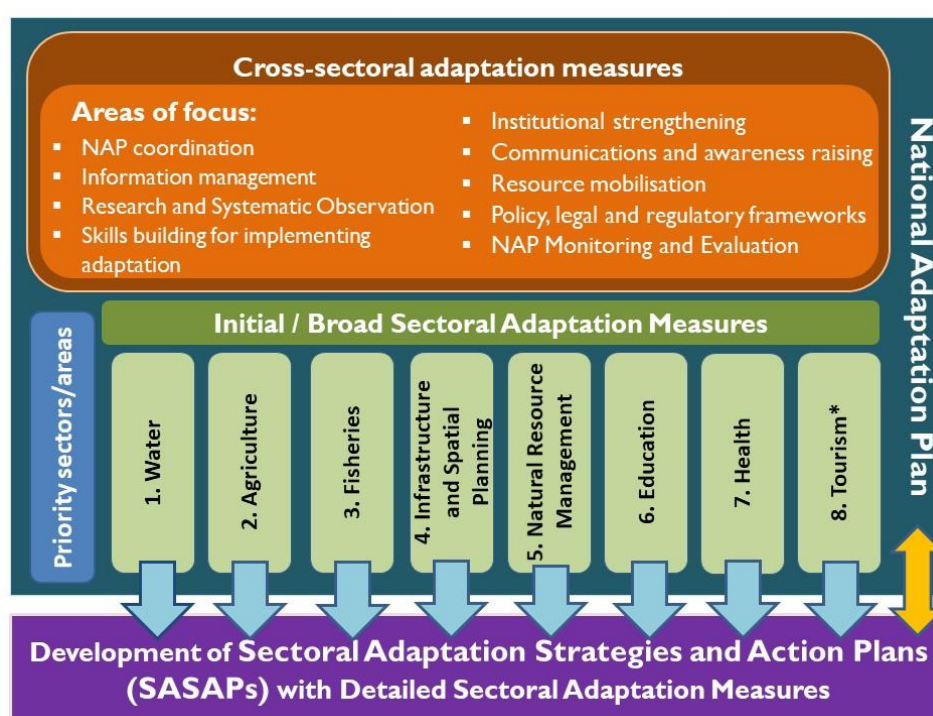 Cross-sectoral adaptation measures
Areas of focus:
▪ NAP coordination
▪ Information management
▪ Research and Systematic Observation
▪ Skills building for implementing
adaptation
▪ Institutional strengthening
▪ Communications and awareness raising
▪ Resource mobilisation
▪ Policy, legal and regulatory frameworks
▪ NAP Monitoring and Evaluation
National Adaptation Plan
Initial / Broad Sectoral Adaptation Measures
Priority sectors/areas
1. Water
2. Agriculture
3. Fisheries
4. Infrastructure
and Spatial
Planning
5. Natural Resource
Management
6. Education
7. Health
8. Tourism*
Development of Sectoral Adaptation Strategies and Action Plans
(SASAPs) with Detailed Sectoral Adaptation Measures